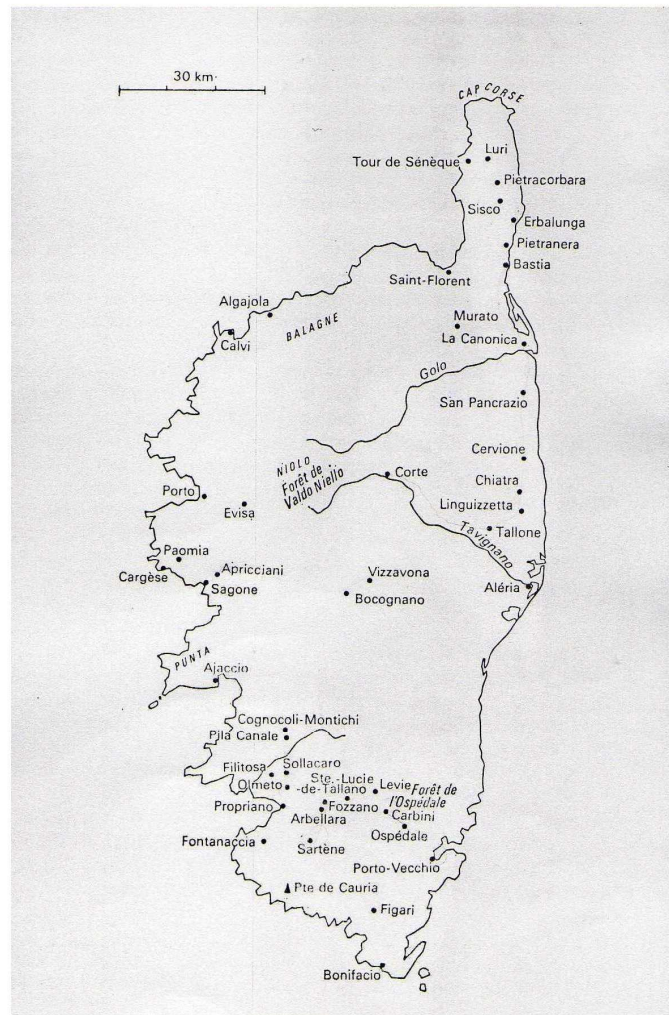 30 km
CAP CORSE
Luri
Tour de Sénèque
Pietracorbara
Sisco
Erbalunga
Pietranera
Bastia
Saint-Florent
Algajola
BALAGNE
Murato
Calvi
La Canonica
Golo
San Pancrazio
Cervione
NIOLO
Forêt de
Valdo Niello
Corte
Chiatra
Porto
Linguizzetta
Evisa
Tallone
Tavignano
Paomia
Cargèse
Apricciani
Sagone
Vizzavona
Bocognano
Aléria
PUNTA
Ajaccio
Cognocoli-Montichi
Pila Canale
Filitosa
Sollacaro
Olmeto
Ste.-Lucie
-de-Tallano
Levie
Forêt de
l'Ospédale
Propriano
Fozzano
Arbellara
Carbini
Ospédale
Fontanaccia
Sartène
Porto-Vecchio
Pte de Cauria
Figari
Bonifacio